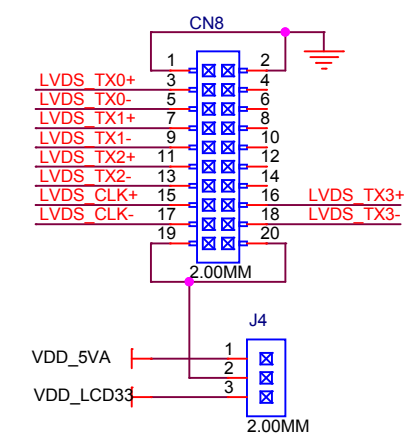 CN8
1 2
LVDS_TX0+ 3 4
LVDS_TX0- 5 6
LVDS_TX1+ 7 8
LVDS_TX1- 9 10
LVDS_TX2+ 11 12
LVDS_TX2- 13 14
LVDS_CLK+ 15 16 LVDS_TX3+
LVDS_CLK- 17 18 LVDS_TX3-
19 20
2.00MM
J4
VDD_5VA 1
2
VDD_LCD33 3
2.00MM